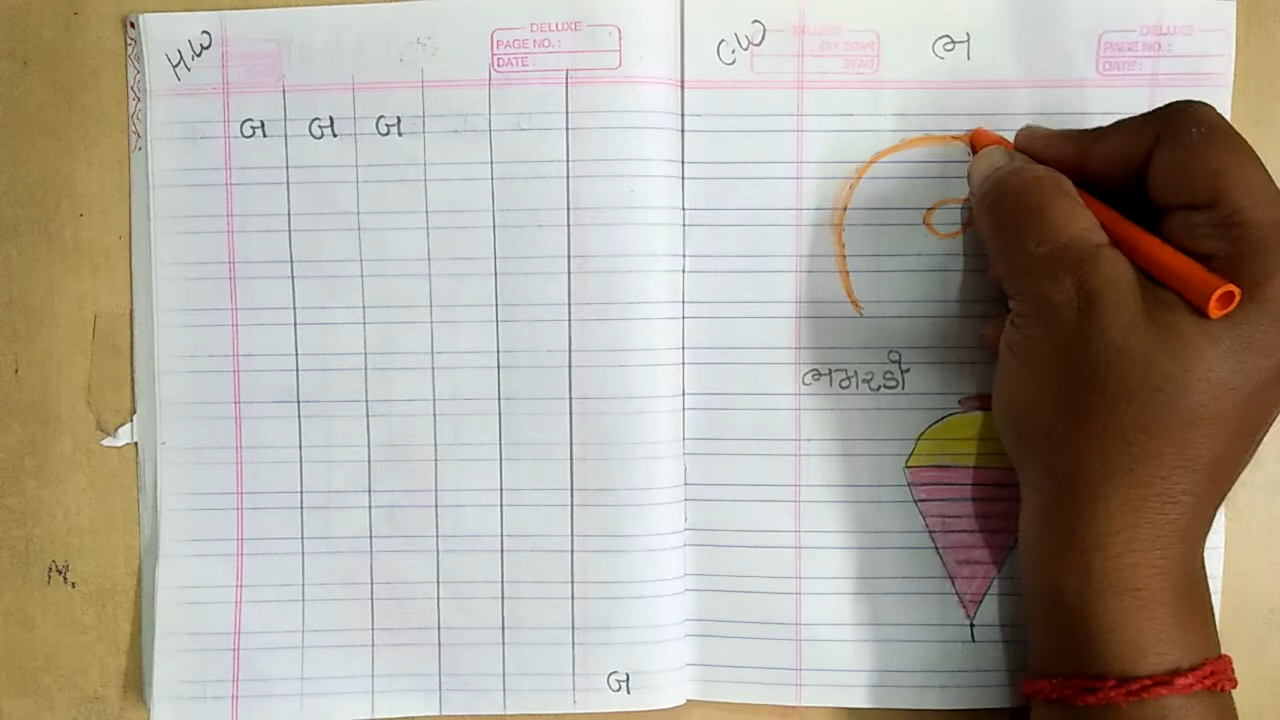 H.W
DELUXE
PAGE NO. :
DATE :
બ બ બ
બ
C.W
ભ
DELUXE
PAGE NO. :
DATE :
ભમરડો
M.